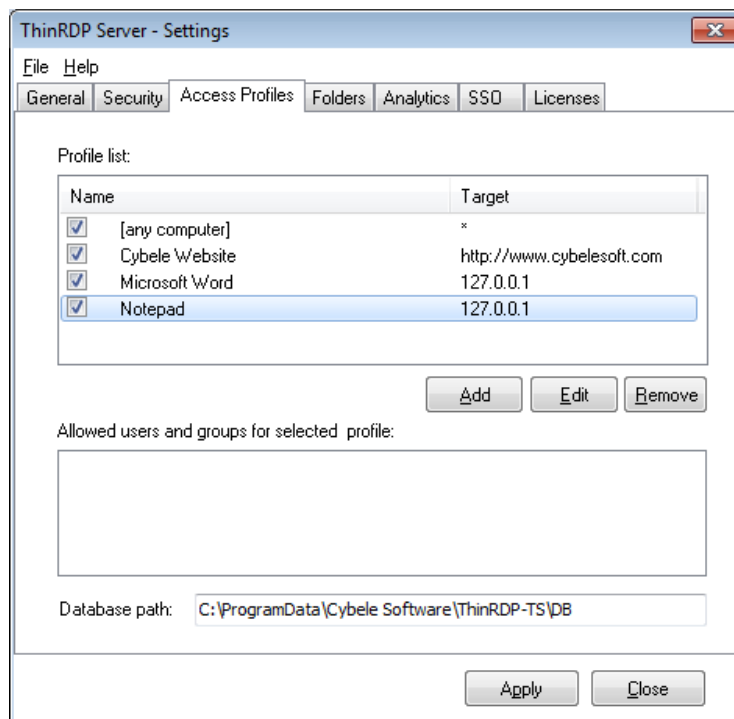 ThinRDP Server - Settings
File Help
General Security Access Profiles Folders Analytics SSO Licenses
Profile list:
Name Target
[any computer] *
Cybele Website http://www.cybelesoft.com
Microsoft Word 127.0.0.1
Notepad 127.0.0.1
Add Edit Remove
Allowed users and groups for selected profile:
Database path: C:\ProgramData\Cybele Software\ThinRDP-TS\DB
Apply Close